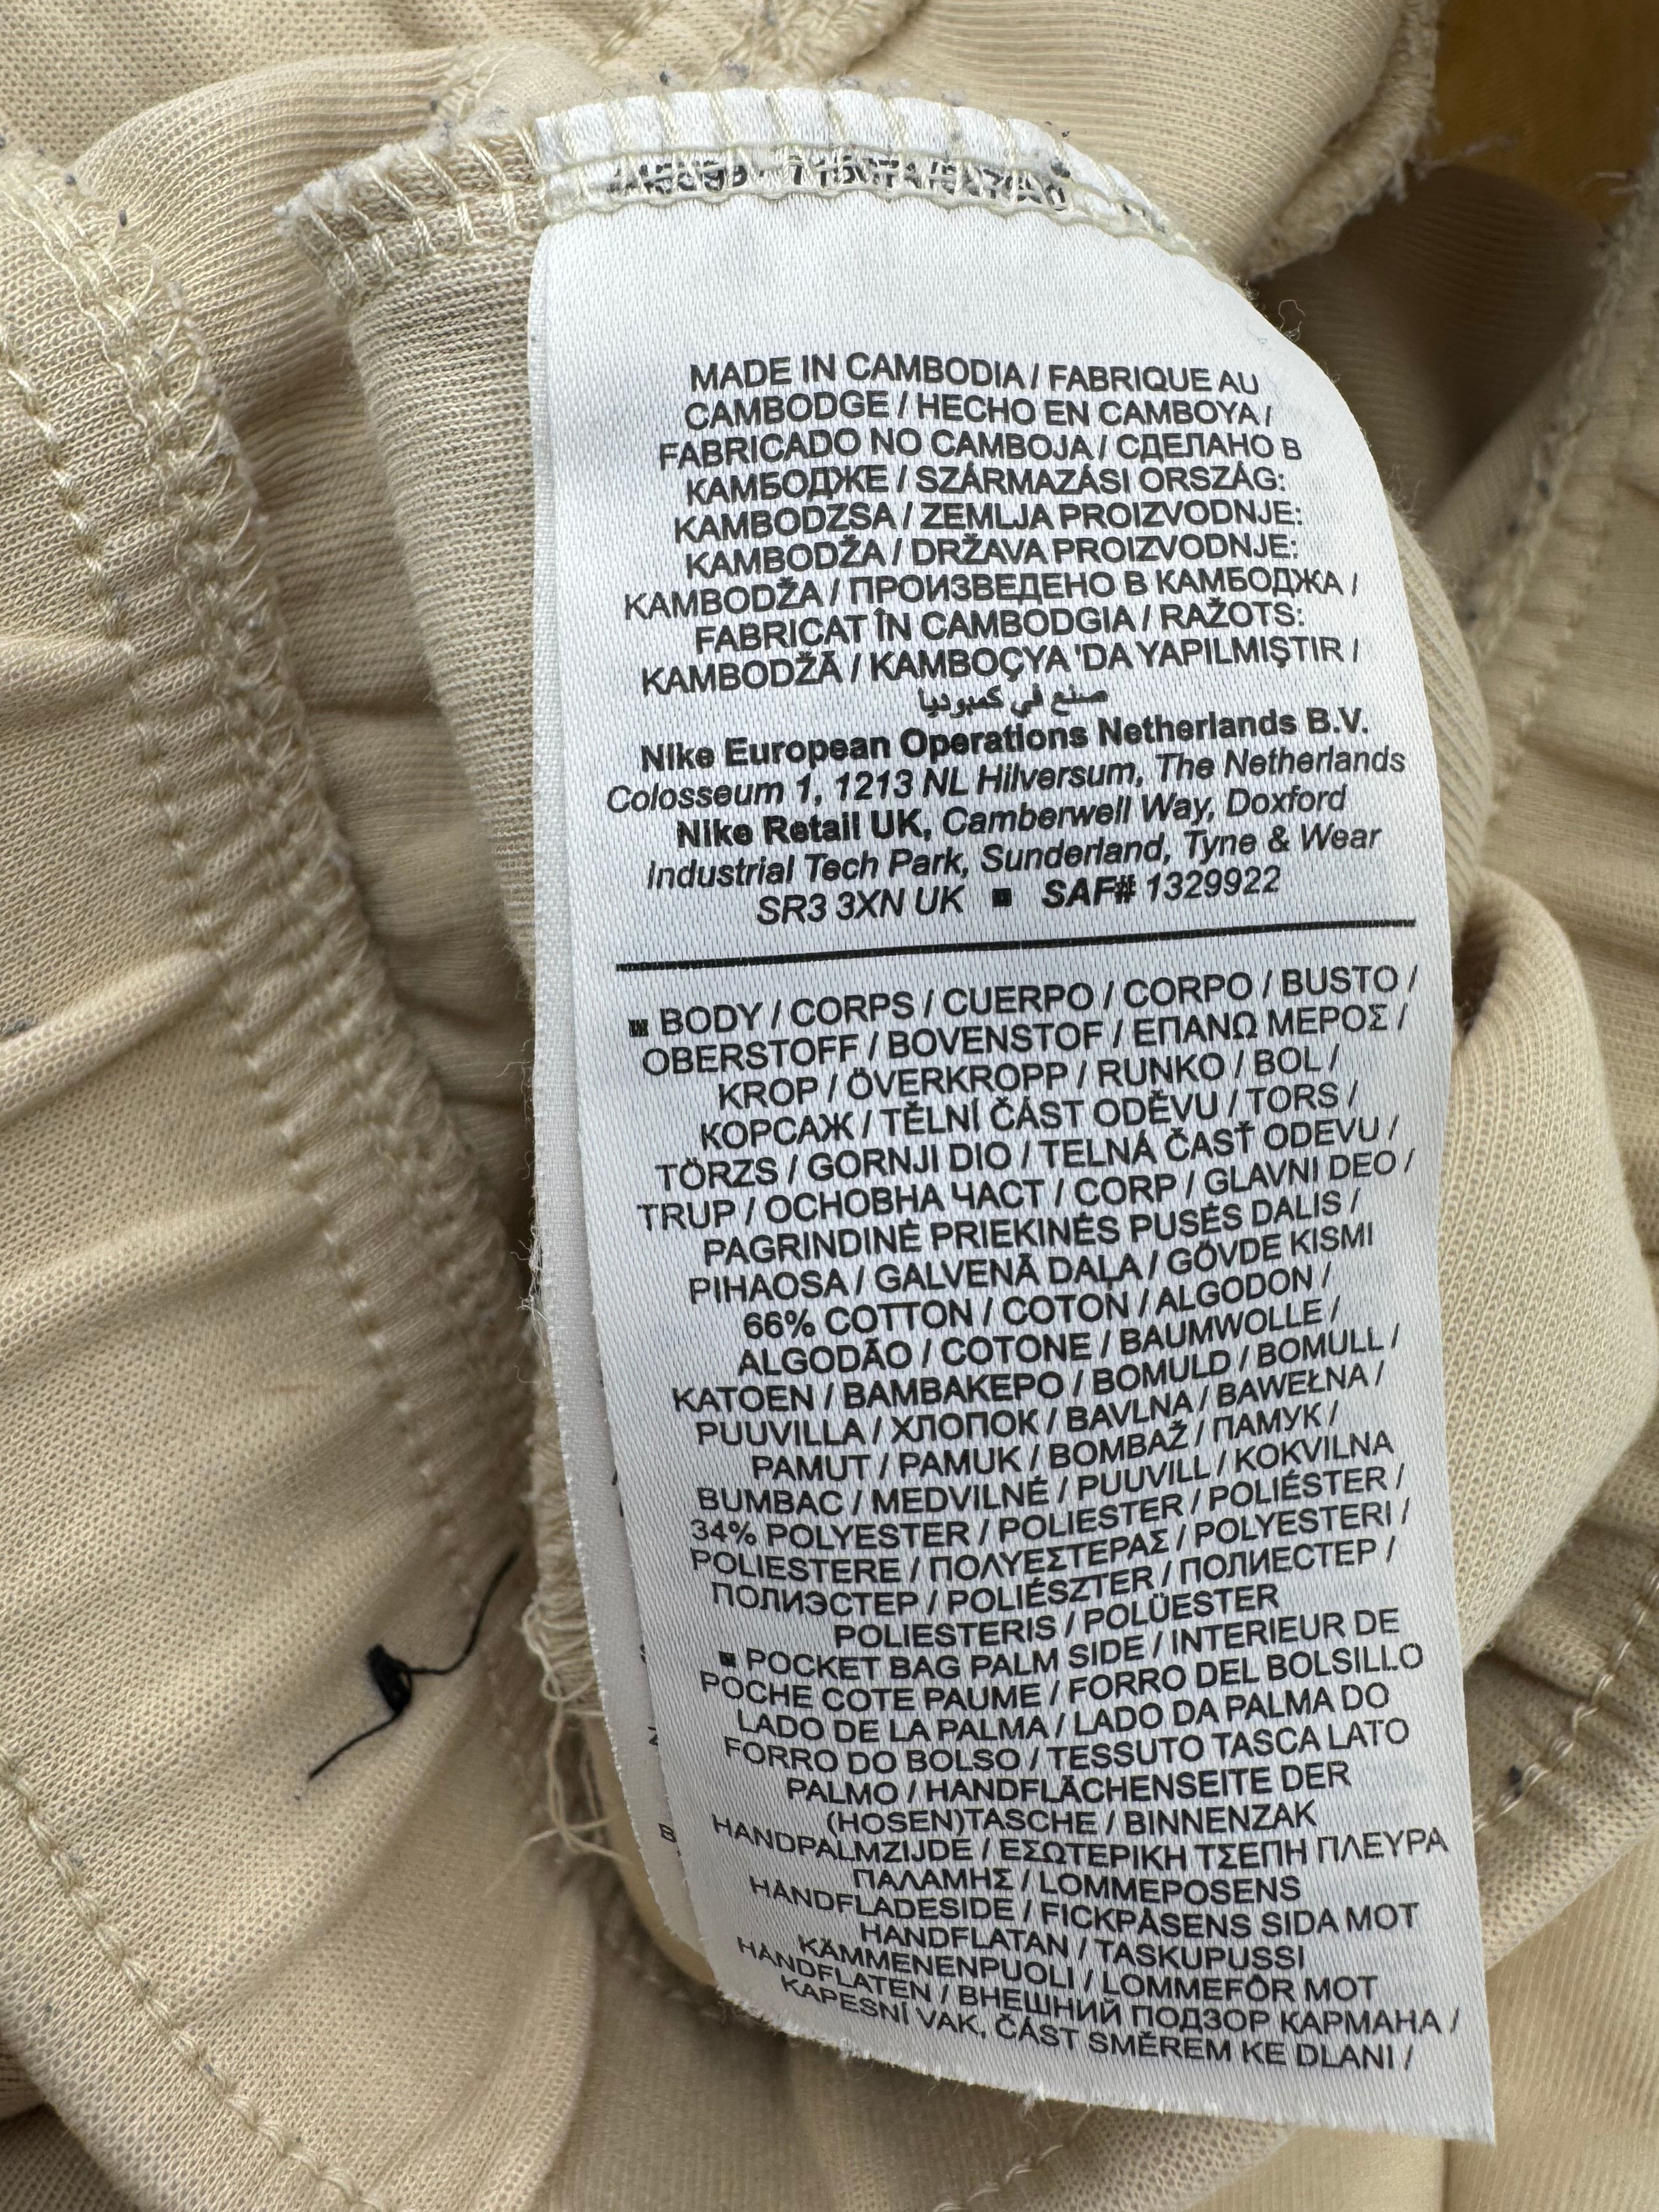 MADE IN CAMBODIA / FABRIQUE AU
CAMBODGE / HECHO EN CAMBOYA /
FABRICADO NO CAMBOJA / СДЕЛАНО В
КАМБОДЖЕ / SZÁRMAZÁSI ORSZÁG:
KAMBODZSA / ZEMLJA PROIZVODNJE:
KAMBODŽA / DRŽAVA PROIZVODNJE:
KAMBODŽA / ПРОИЗВЕДЕНО В КАМБОДЖА /
FABRICAT ÎN CAMBODGIA / RAŽOTS:
KAMBODŽĀ / KAMBOÇYA 'DA YAPILMIŞTIR /
صنع في كمبوديا
Nike European Operations Netherlands B.V.
Colosseum 1, 1213 NL Hilversum, The Netherlands
Nike Retail UK, Camberwell Way, Doxford
Industrial Tech Park, Sunderland, Tyne & Wear
SR3 3XN UK ■ SAF# 1329922
■ BODY / CORPS / CUERPO / CORPO / BUSTO /
OBERSTOFF / BOVENSTOF / ΕΠΑΝΩ ΜΕΡΟΣ /
KROP / ÖVERKROPP / RUNKO / BOL /
КОРСАЖ / TĚLNÍ ČÁST ODĚVU / TORS /
TÖRZS / GORNJI DIO / TELNÁ ČASŤ ODEVU /
TRUP / ОСНОВНА ЧАСТ / CORP / GLAVNI DEO /
PAGRINDINĖ PRIEKINĖS PUSĖS DALIS /
PIHAOSA / GALVENĀ DAĻA / GÖVDE KISMI
66% COTTON / COTON / ALGODON /
ALGODÃO / COTONE / BAUMWOLLE /
KATOEN / ΒΑΜΒΑΚΕΡΟ / BOMULD / BOMULL /
PUUVILLA / ХЛОПОК / BAVLNA / BAWEŁNA /
PAMUT / PAMUK / BOMBAŽ / ПАМУК /
BUMBAC / MEDVILNĖ / PUUVILL / KOKVILNA
34% POLYESTER / POLIESTER / POLIÉSTER /
POLIESTERE / ΠΟΛΥΕΣΤΕΡΑΣ / POLYESTERI /
ПОЛИЭСТЕР / POLIÉSZTER / ПОЛИЕСТЕР /
POLIESTERIS / POLÜESTER
■ POCKET BAG PALM SIDE / INTERIEUR DE
POCHE COTE PAUME / FORRO DEL BOLSILLO
LADO DE LA PALMA / LADO DA PALMA DO
FORRO DO BOLSO / TESSUTO TASCA LATO
PALMO / HANDFLÄCHENSEITE DER
(HOSEN)TASCHE / BINNENZAK
HANDPALMZIJDE / ΕΣΩΤΕΡΙΚΗ ΤΣΕΠΗ ΠΛΕΥΡΑ
ΠΑΛΑΜΗΣ / LOMMEPOSENS
HÅNDFLADESIDE / FICKPÅSENS SIDA MOT
HANDFLATAN / TASKUPUSSI
KÄMMENENPUOLI / LOMMEFÔR MOT
HÅNDFLATEN / ВНЕШНИЙ ПОДЗОР КАРМАНА /
KAPESNÍ VAK, ČÁST SMĚREM KE DLANI /